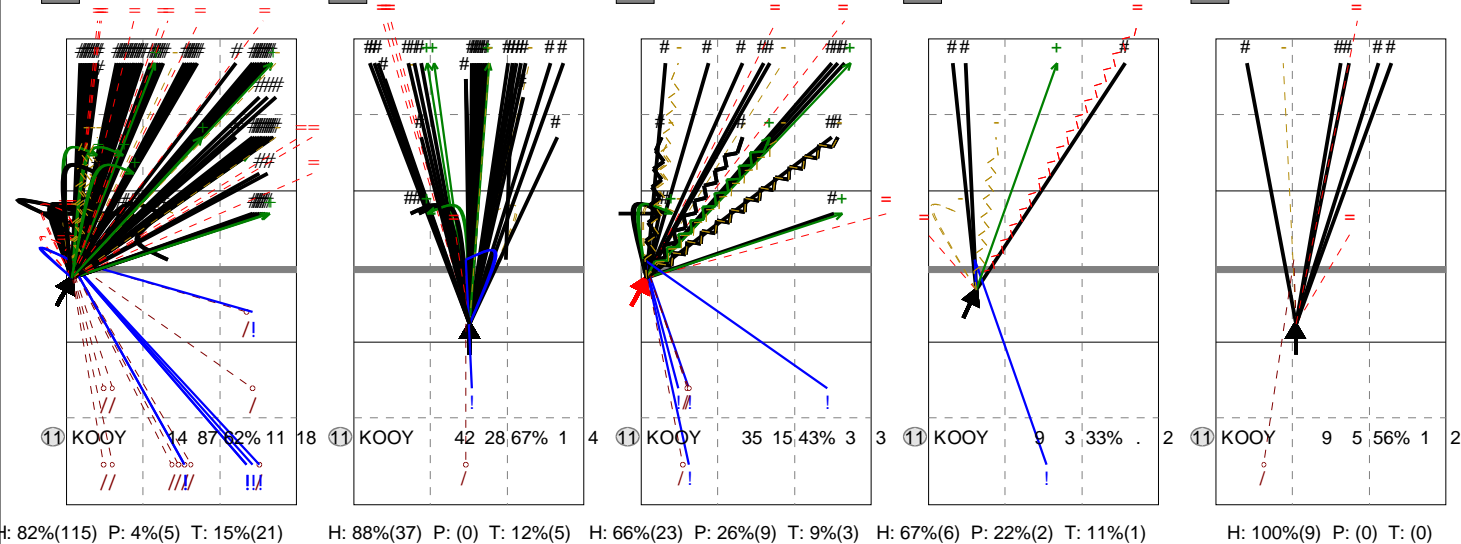 11 KOOY 14 87 62% 11 18
11 KOOY 42 28 67% 1 4
11 KOOY 35 15 43% 3 3
11 KOOY 9 3 33% . 2
11 KOOY 9 5 56% 1 2
H: 82%(115) P: 4%(5) T: 15%(21)
H: 88%(37) P: (0) T: 12%(5)
H: 66%(23) P: 26%(9) T: 9%(3)
H: 67%(6) P: 22%(2) T: 11%(1)
H: 100%(9) P: (0) T: (0)